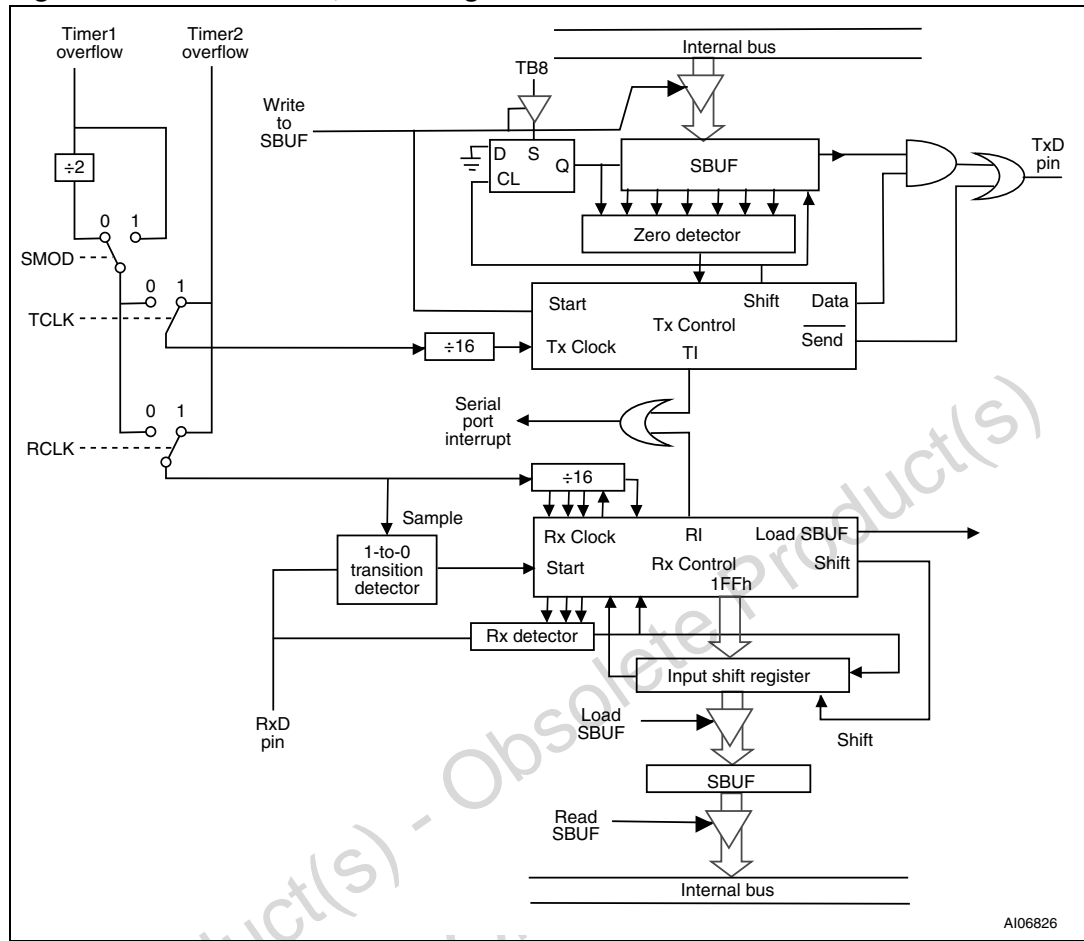 Timer1
overflow
Timer2
overflow
Internal bus
TB8
Write
to
SBUF
D S
Q
CL
SBUF
TxD
pin
÷2
Zero detector
0 1
SMOD
0 1
TCLK
Start
Shift
Data
Tx Control
Send
÷16
Tx Clock
TI
Serial
port
interrupt
0 1
RCLK
÷16
Sample
Rx Clock
RI
Load SBUF
1-to-0
transition
detector
Start
Rx Control
Shift
1FFh
Rx detector
Input shift register
RxD
pin
Load
SBUF
Shift
SBUF
Read
SBUF
Internal bus
AI06826
duct(s) - Obsolete Product(s)